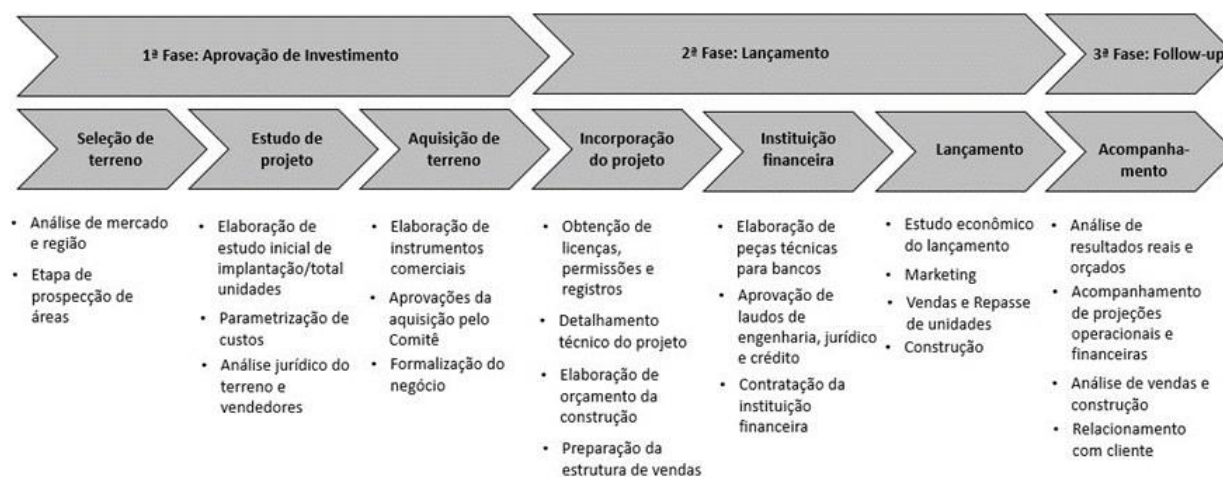 1ª Fase: Aprovação de Investimento
2ª Fase: Lançamento
3ª Fase: Follow-up
Seleção de
terreno
Estudo de
projeto
Aquisição de
terreno
Incorporação
do projeto
Instituição
financeira
Lançamento
Acompanha-
mento
• Análise de mercado
e região
• Etapa de
prospecção de
áreas
• Elaboração de
estudo inicial de
implantação/total
unidades
• Parametrização de
custos
• Análise jurídico do
terreno e
vendedores
• Elaboração de
instrumentos
comerciais
• Aprovações da
aquisição pelo
Comitê
• Formalização do
negócio
• Obtenção de
licenças,
permissões e
registros
• Detalhamento
técnico do projeto
• Elaboração de
orçamento da
construção
• Preparação da
estrutura de vendas
• Elaboração de
peças técnicas
para bancos
• Aprovação de
laudos de
engenharia, jurídico
e crédito
• Contratação da
instituição
financeira
• Estudo econômico
do lançamento
• Marketing
• Vendas e Repasse
de unidades
• Construção
• Análise de
resultados reais e
orçados
• Acompanhamento
de projeções
operacionais e
financeiras
• Análise de vendas e
construção
• Relacionamento
com cliente